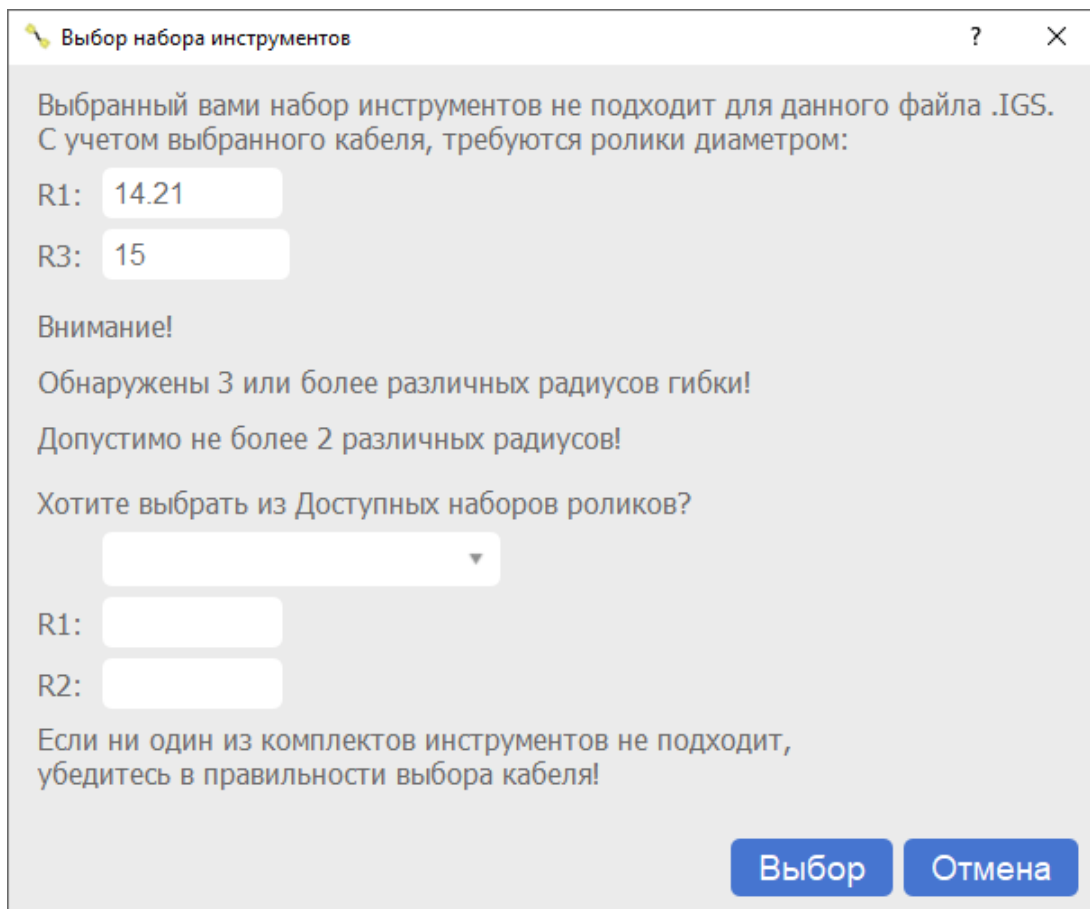 Выбор набора инструментов
?
Выбранный вами набор инструментов не подходит для данного файла .IGS.
С учетом выбранного кабеля, требуются ролики диаметром:
R1: 14.21
R3: 15
Внимание!
Обнаружены 3 или более различных радиусов гибки!
Допустимо не более 2 различных радиусов!
Хотите выбрать из Доступных наборов роликов?
R1:
R2:
Если ни один из комплектов инструментов не подходит,
убедитесь в правильности выбора кабеля!
Выбор Отмена